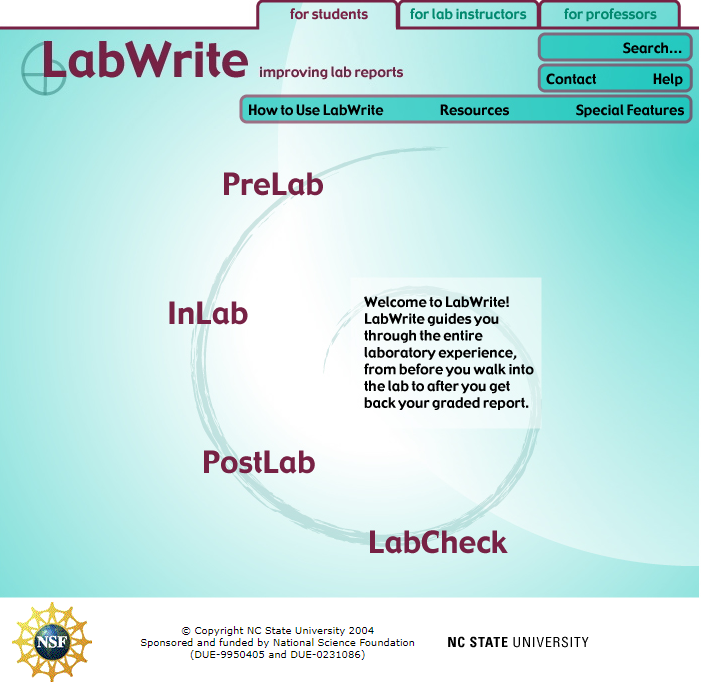 for students for lab instructors for professors
LabWrite improving lab reports
Search...
Contact Help
How to Use LabWrite Resources Special Features
PreLab
InLab
Welcome to LabWrite!
LabWrite guides you
through the entire
laboratory experience,
from before you walk into
the lab to after you get
back your graded report.
PostLab
LabCheck
NSF
© Copyright NC State University 2004
Sponsored and funded by National Science Foundation
(DUE-9950405 and DUE-0231086)
NC STATE UNIVERSITY